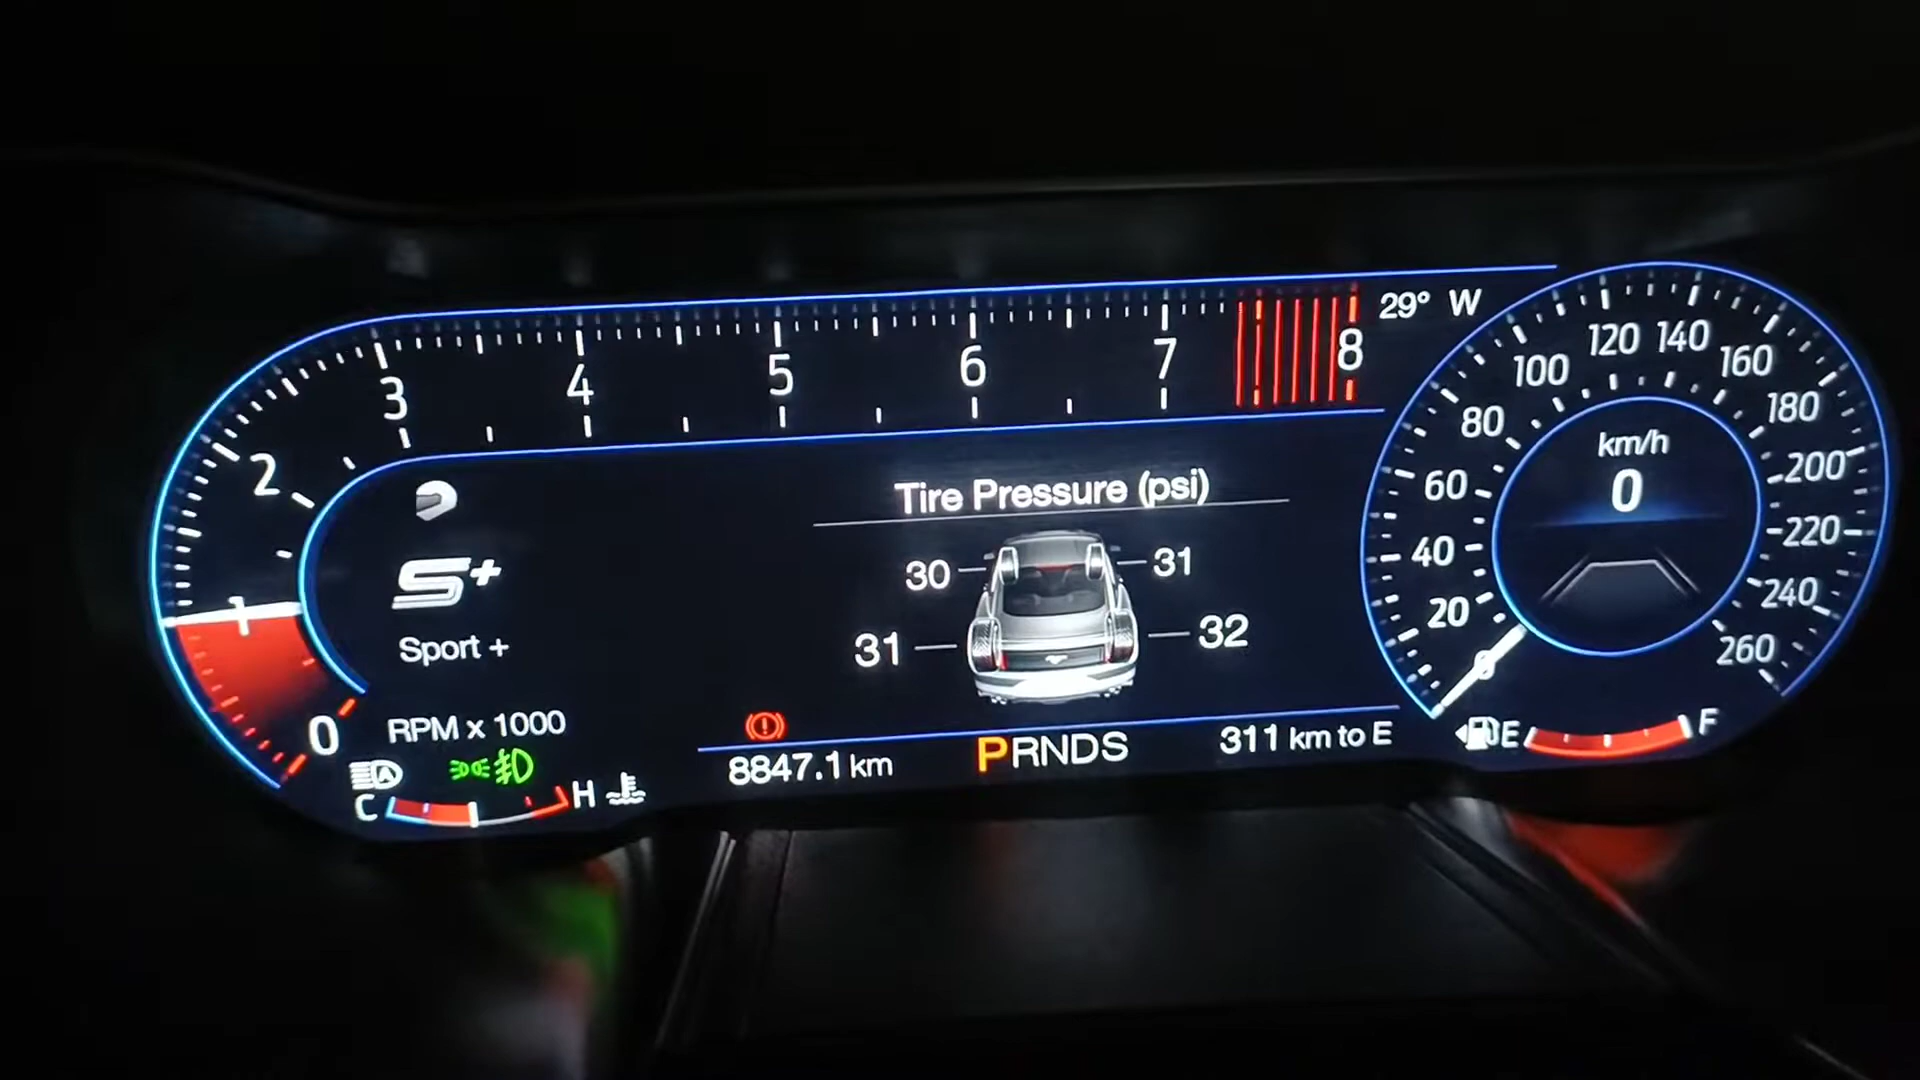 3 4 5 6 7 8
29° W
2
1
0
S+
Sport +
RPM x 1000
A
C H
Tire Pressure (psi)
30 31
31 32
8847.1 km
PRNDS
311 km to E
0 20 40 60 80 100 120 140 160 180 200 220 240 260
km/h
0
E F